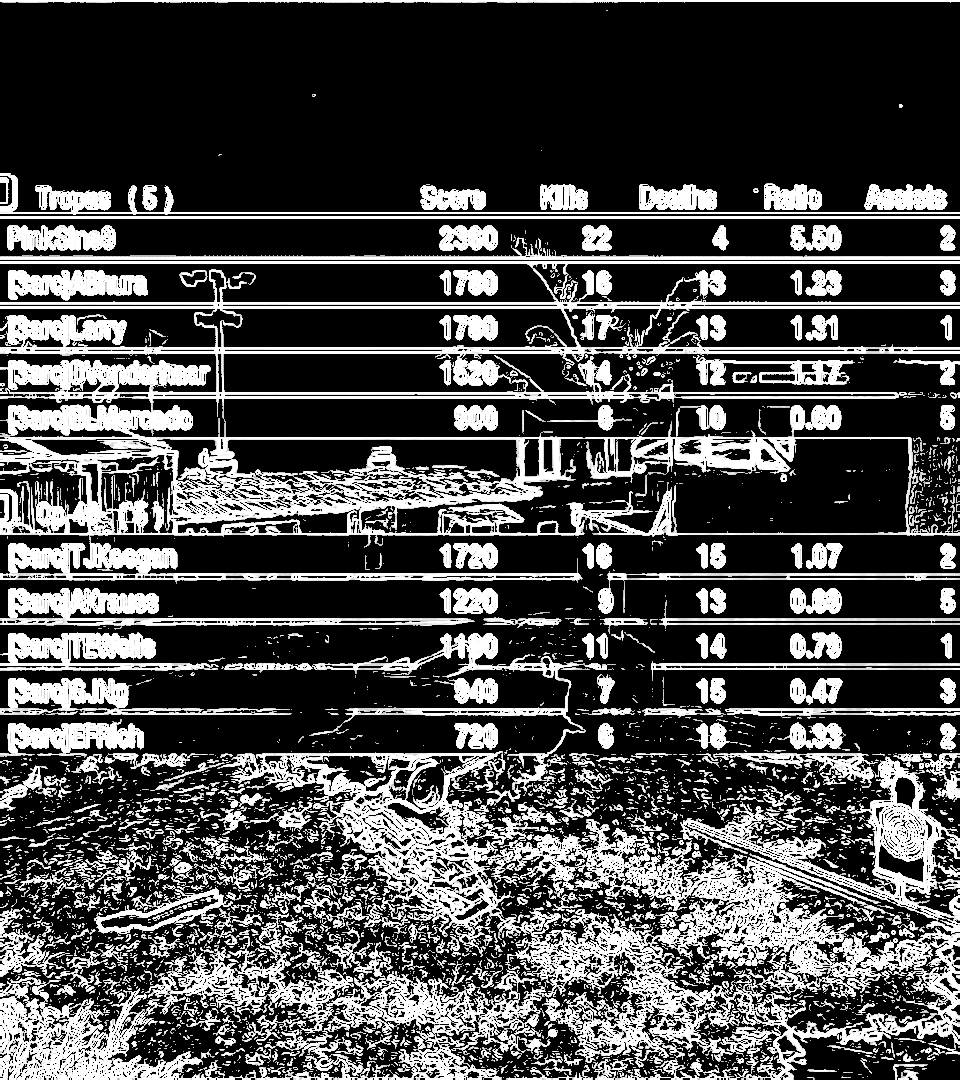 Tropas (5) Score Kills Deaths Ratio Assists
PinkSine9 2360 22 4 5.50 2
[Sarc]ABhura 1780 16 13 1.23 3
[Sarc]Larry 1780 17 13 1.31 1
[Sarc]DVonderhaar 1520 14 12 1.17 2
[Sarc]BLMercado 900 6 10 0.60 5
Op. 40 (5)
[Sarc]TJKeegan 1720 16 15 1.07 2
[Sarc]AKrauss 1220 9 13 0.69 5
[Sarc]TEWells 1190 11 14 0.79 1
[Sarc]SJNg 940 7 15 0.47 3
[Sarc]EFRich 720 6 18 0.33 2